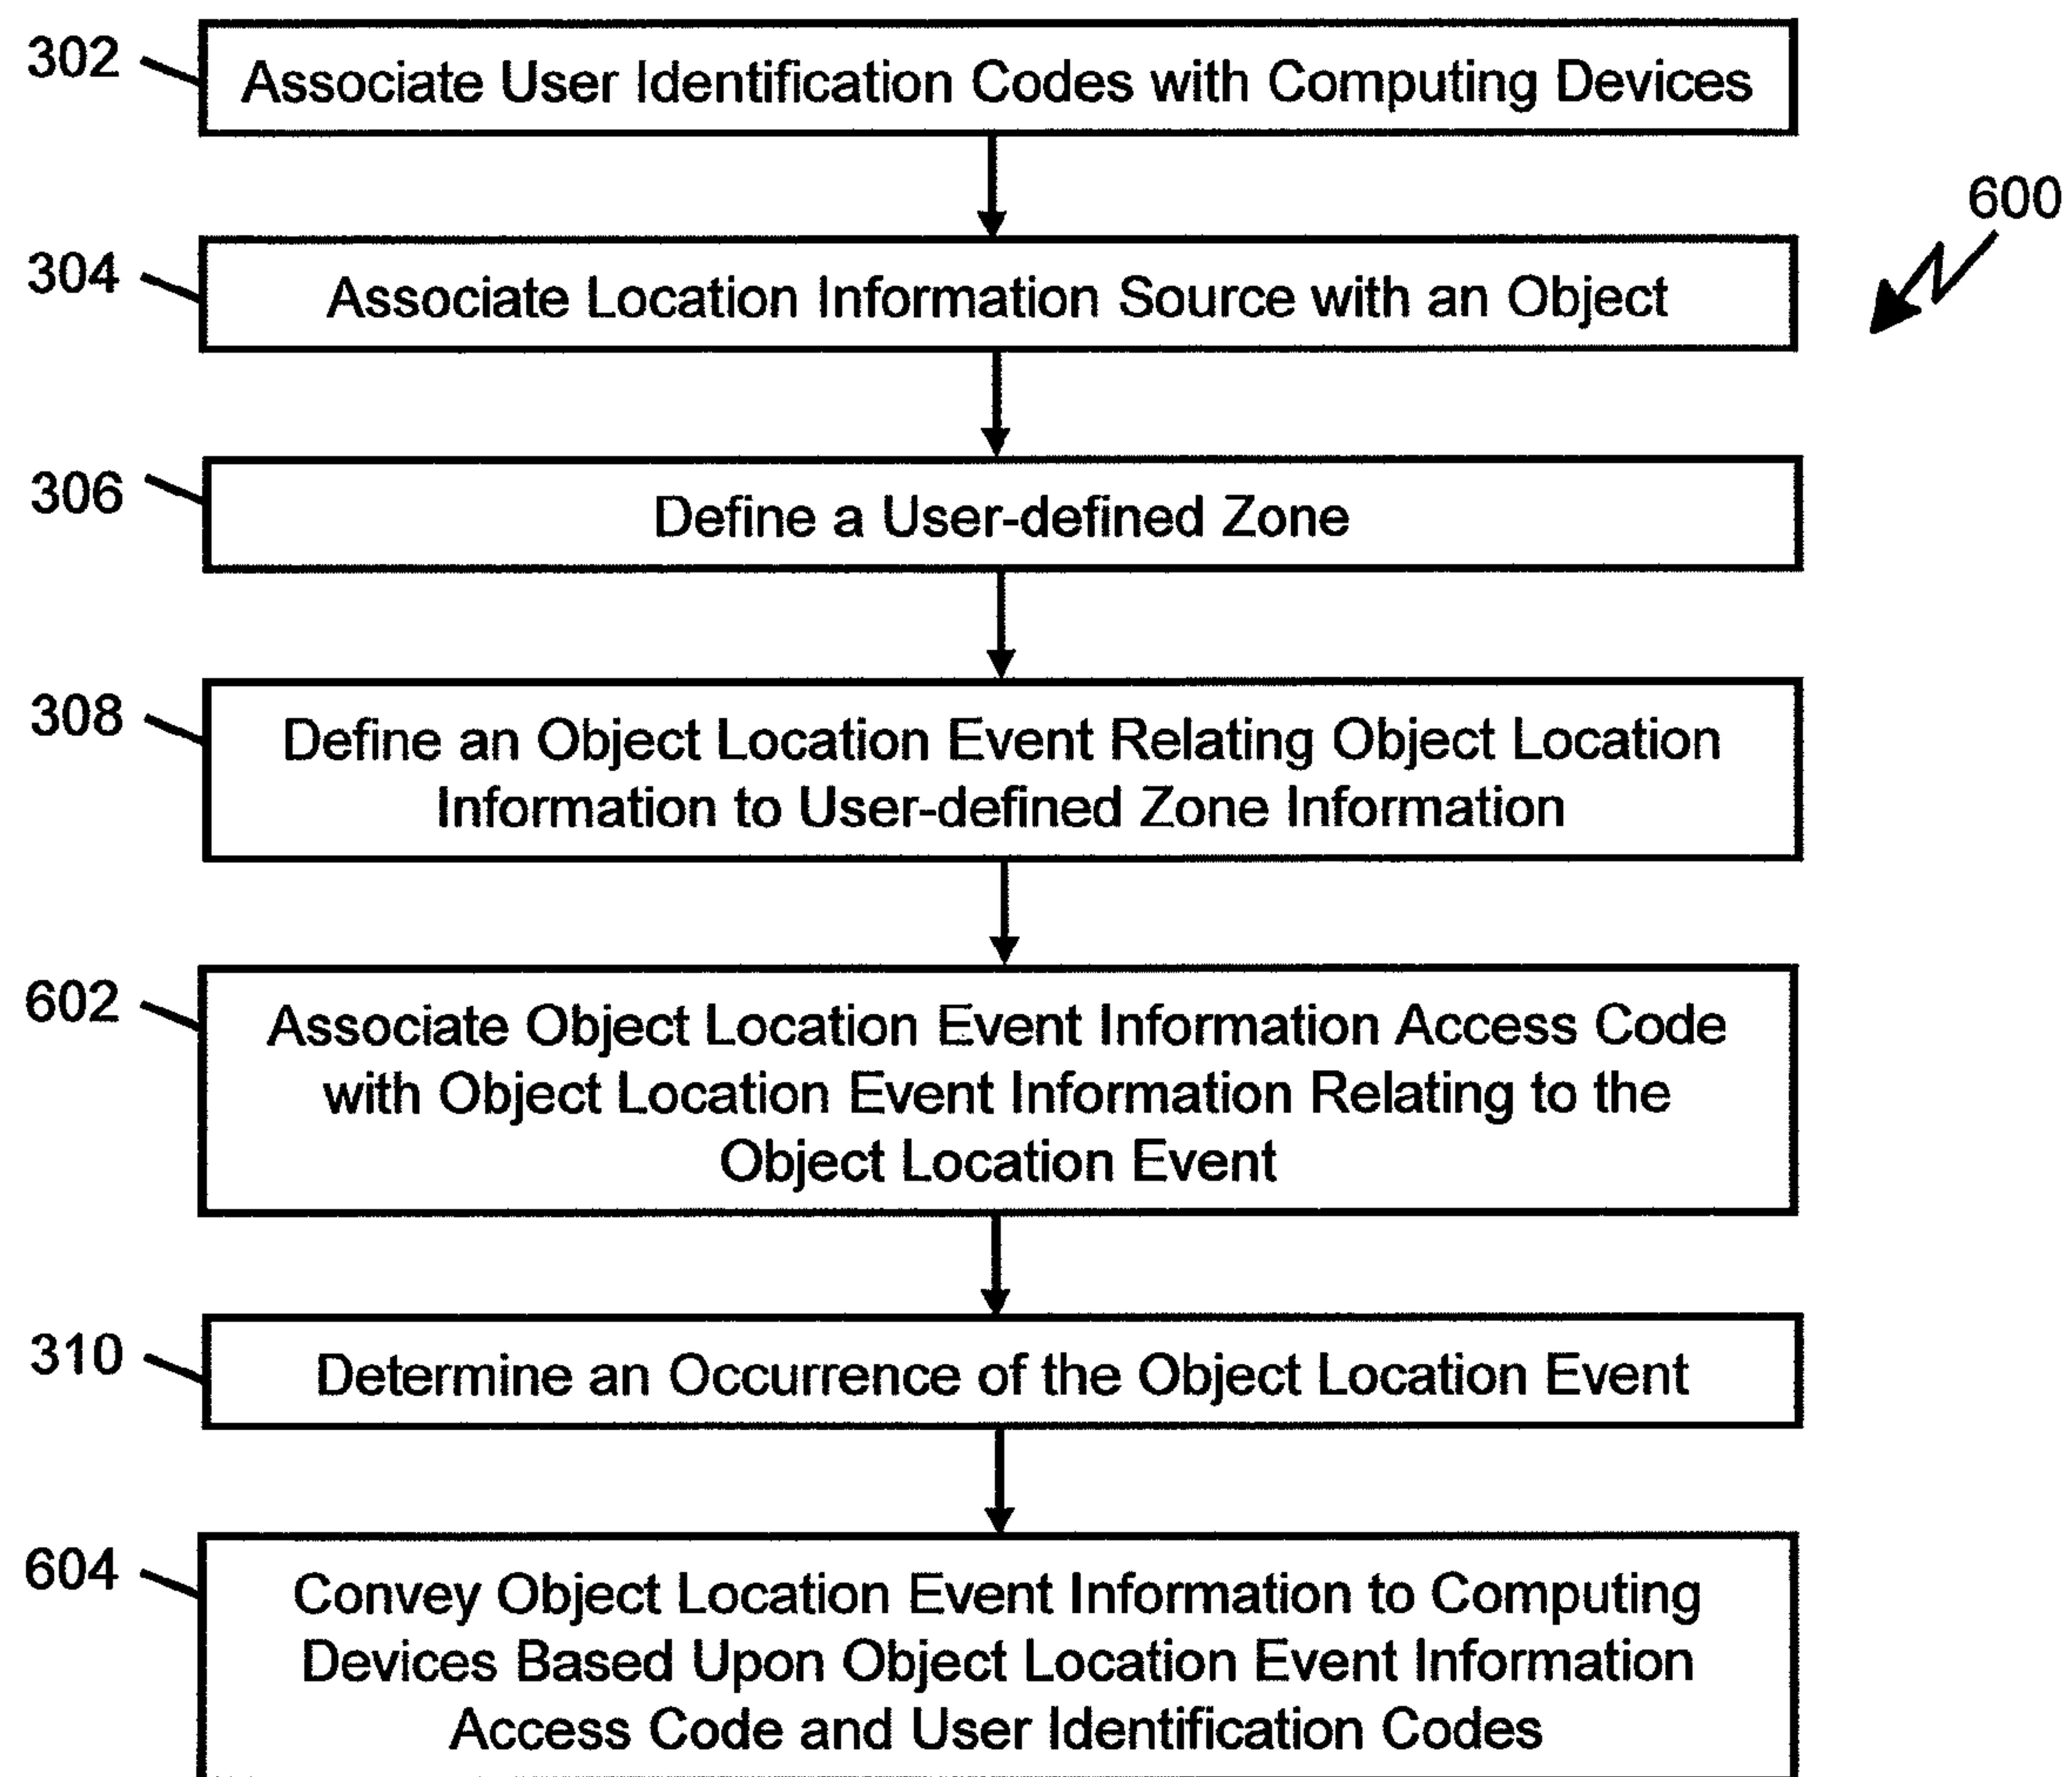 302
Associate User Identification Codes with Computing Devices
600
304
Associate Location Information Source with an Object
306
Define a User-defined Zone
308
Define an Object Location Event Relating Object Location
Information to User-defined Zone Information
602
Associate Object Location Event Information Access Code
with Object Location Event Information Relating to the
Object Location Event
310
Determine an Occurrence of the Object Location Event
604
Convey Object Location Event Information to Computing
Devices Based Upon Object Location Event Information
Access Code and User Identification Codes